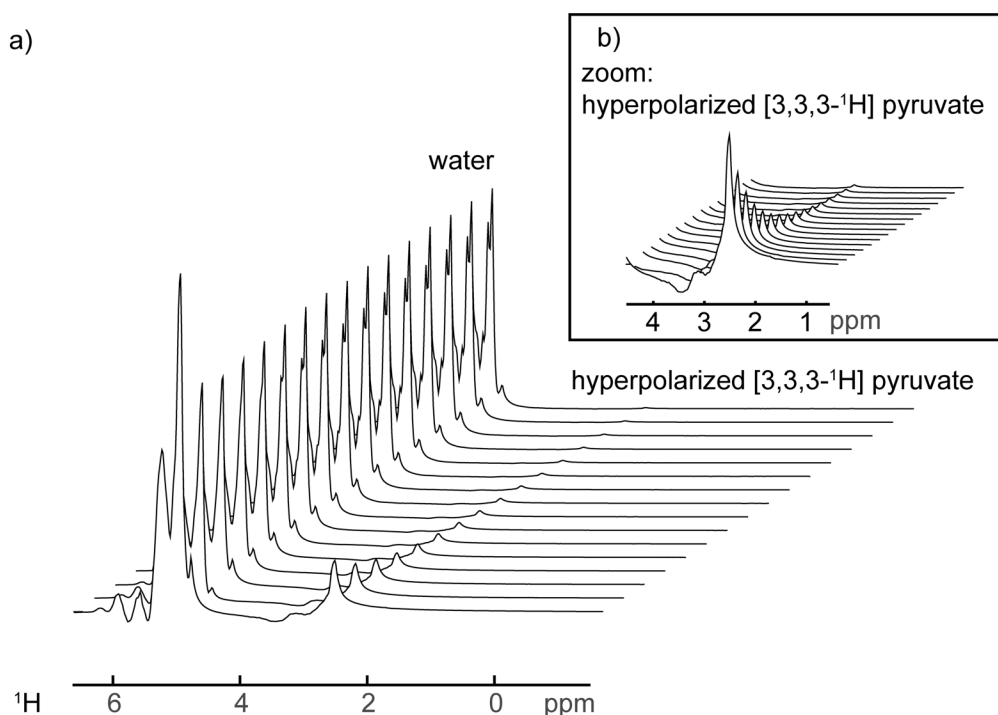 a)
b)
zoom:
hyperpolarized [3,3,3-¹H] pyruvate
water
4 3 2 1 ppm
hyperpolarized [3,3,3-¹H] pyruvate
¹H 6 4 2 0 ppm